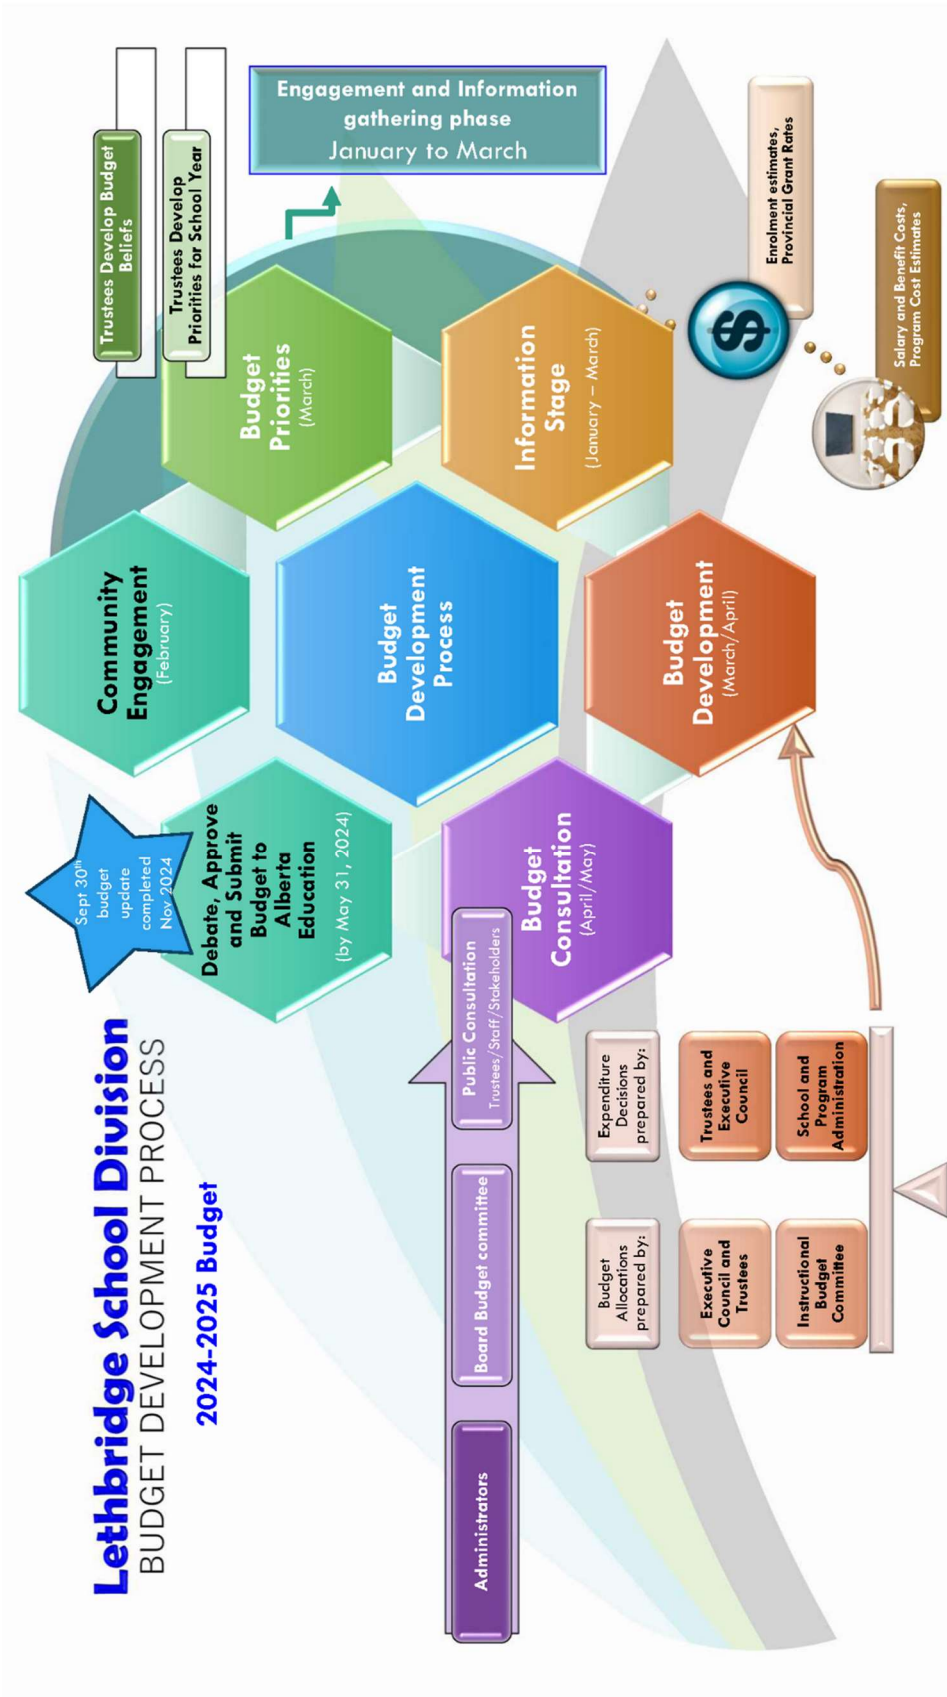 Lethbridge School Division
BUDGET DEVELOPMENT PROCESS
2024-2025 Budget
Sept 30th
budget
update
completed
Nov 2024
Community
Engagement
(February)
Trustees Develop Budget
Beliefs
Trustees Develop
Priorities for School Year
Budget
Priorities
(March)
Engagement and Information
gathering phase
January to March
Debate, Approve
and Submit
Budget to
Alberta
Education
(by May 31, 2024)
Budget
Development
Process
Information
Stage
(January – March)
Administrators
Board Budget committee
Public Consultation
Trustees/Staff/Stakeholders
Budget
Consultation
(April/May)
Budget
Development
(March/April)
$
Enrolment estimates,
Provincial Grant Rates
Salary and Benefit Costs,
Program Cost Estimates
Budget
Allocations
prepared by:
Executive
Council and
Trustees
Instructional
Budget
Committee
Expenditure
Decisions
prepared by:
Trustees and
Executive
Council
School and
Program
Administration